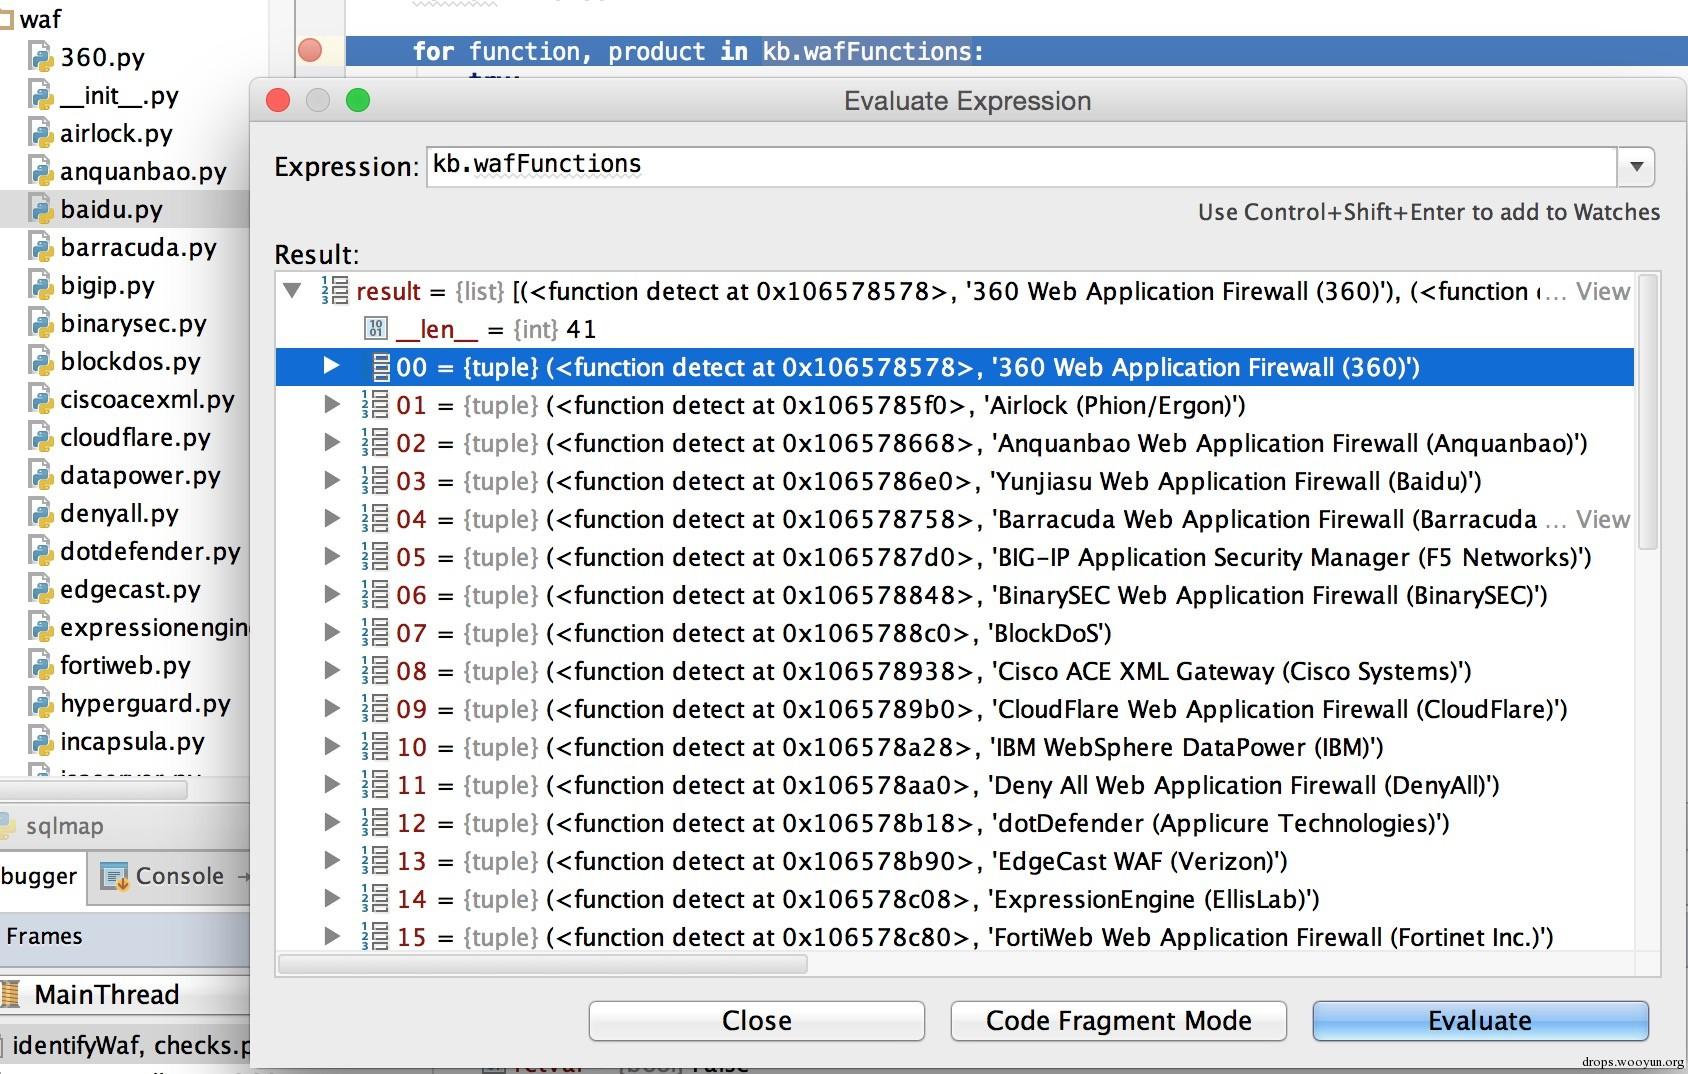 waf
360.py
__init__.py
airlock.py
anquanbao.py
baidu.py
barracuda.py
bigip.py
binarysec.py
blockdos.py
ciscoacexml.py
cloudflare.py
datapower.py
denyall.py
dotdefender.py
edgecast.py
expressionengin
fortiweb.py
hyperguard.py
incapsula.py
sqlmap
bugger
Console
Frames
MainThread
identifyWaf, checks.p
for function, product in kb.wafFunctions:
Evaluate Expression
Expression: kb.wafFunctions
Use Control+Shift+Enter to add to Watches
Result:
result = {list} [(<function detect at 0x106578578>, '360 Web Application Firewall (360)'), (<function ... View
__len__ = {int} 41
00 = {tuple} (<function detect at 0x106578578>, '360 Web Application Firewall (360)')
01 = {tuple} (<function detect at 0x1065785f0>, 'Airlock (Phion/Ergon)')
02 = {tuple} (<function detect at 0x106578668>, 'Anquanbao Web Application Firewall (Anquanbao)')
03 = {tuple} (<function detect at 0x1065786e0>, 'Yunjiasu Web Application Firewall (Baidu)')
04 = {tuple} (<function detect at 0x106578758>, 'Barracuda Web Application Firewall (Barracuda ... View
05 = {tuple} (<function detect at 0x1065787d0>, 'BIG-IP Application Security Manager (F5 Networks)')
06 = {tuple} (<function detect at 0x106578848>, 'BinarySEC Web Application Firewall (BinarySEC)')
07 = {tuple} (<function detect at 0x1065788c0>, 'BlockDoS')
08 = {tuple} (<function detect at 0x106578938>, 'Cisco ACE XML Gateway (Cisco Systems)')
09 = {tuple} (<function detect at 0x1065789b0>, 'CloudFlare Web Application Firewall (CloudFlare)')
10 = {tuple} (<function detect at 0x106578a28>, 'IBM WebSphere DataPower (IBM)')
11 = {tuple} (<function detect at 0x106578aa0>, 'Deny All Web Application Firewall (DenyAll)')
12 = {tuple} (<function detect at 0x106578b18>, 'dotDefender (Applicure Technologies)')
13 = {tuple} (<function detect at 0x106578b90>, 'EdgeCast WAF (Verizon)')
14 = {tuple} (<function detect at 0x106578c08>, 'ExpressionEngine (EllisLab)')
15 = {tuple} (<function detect at 0x106578c80>, 'FortiWeb Web Application Firewall (Fortinet Inc.)')
Close
Code Fragment Mode
Evaluate
drops.wooyun.org